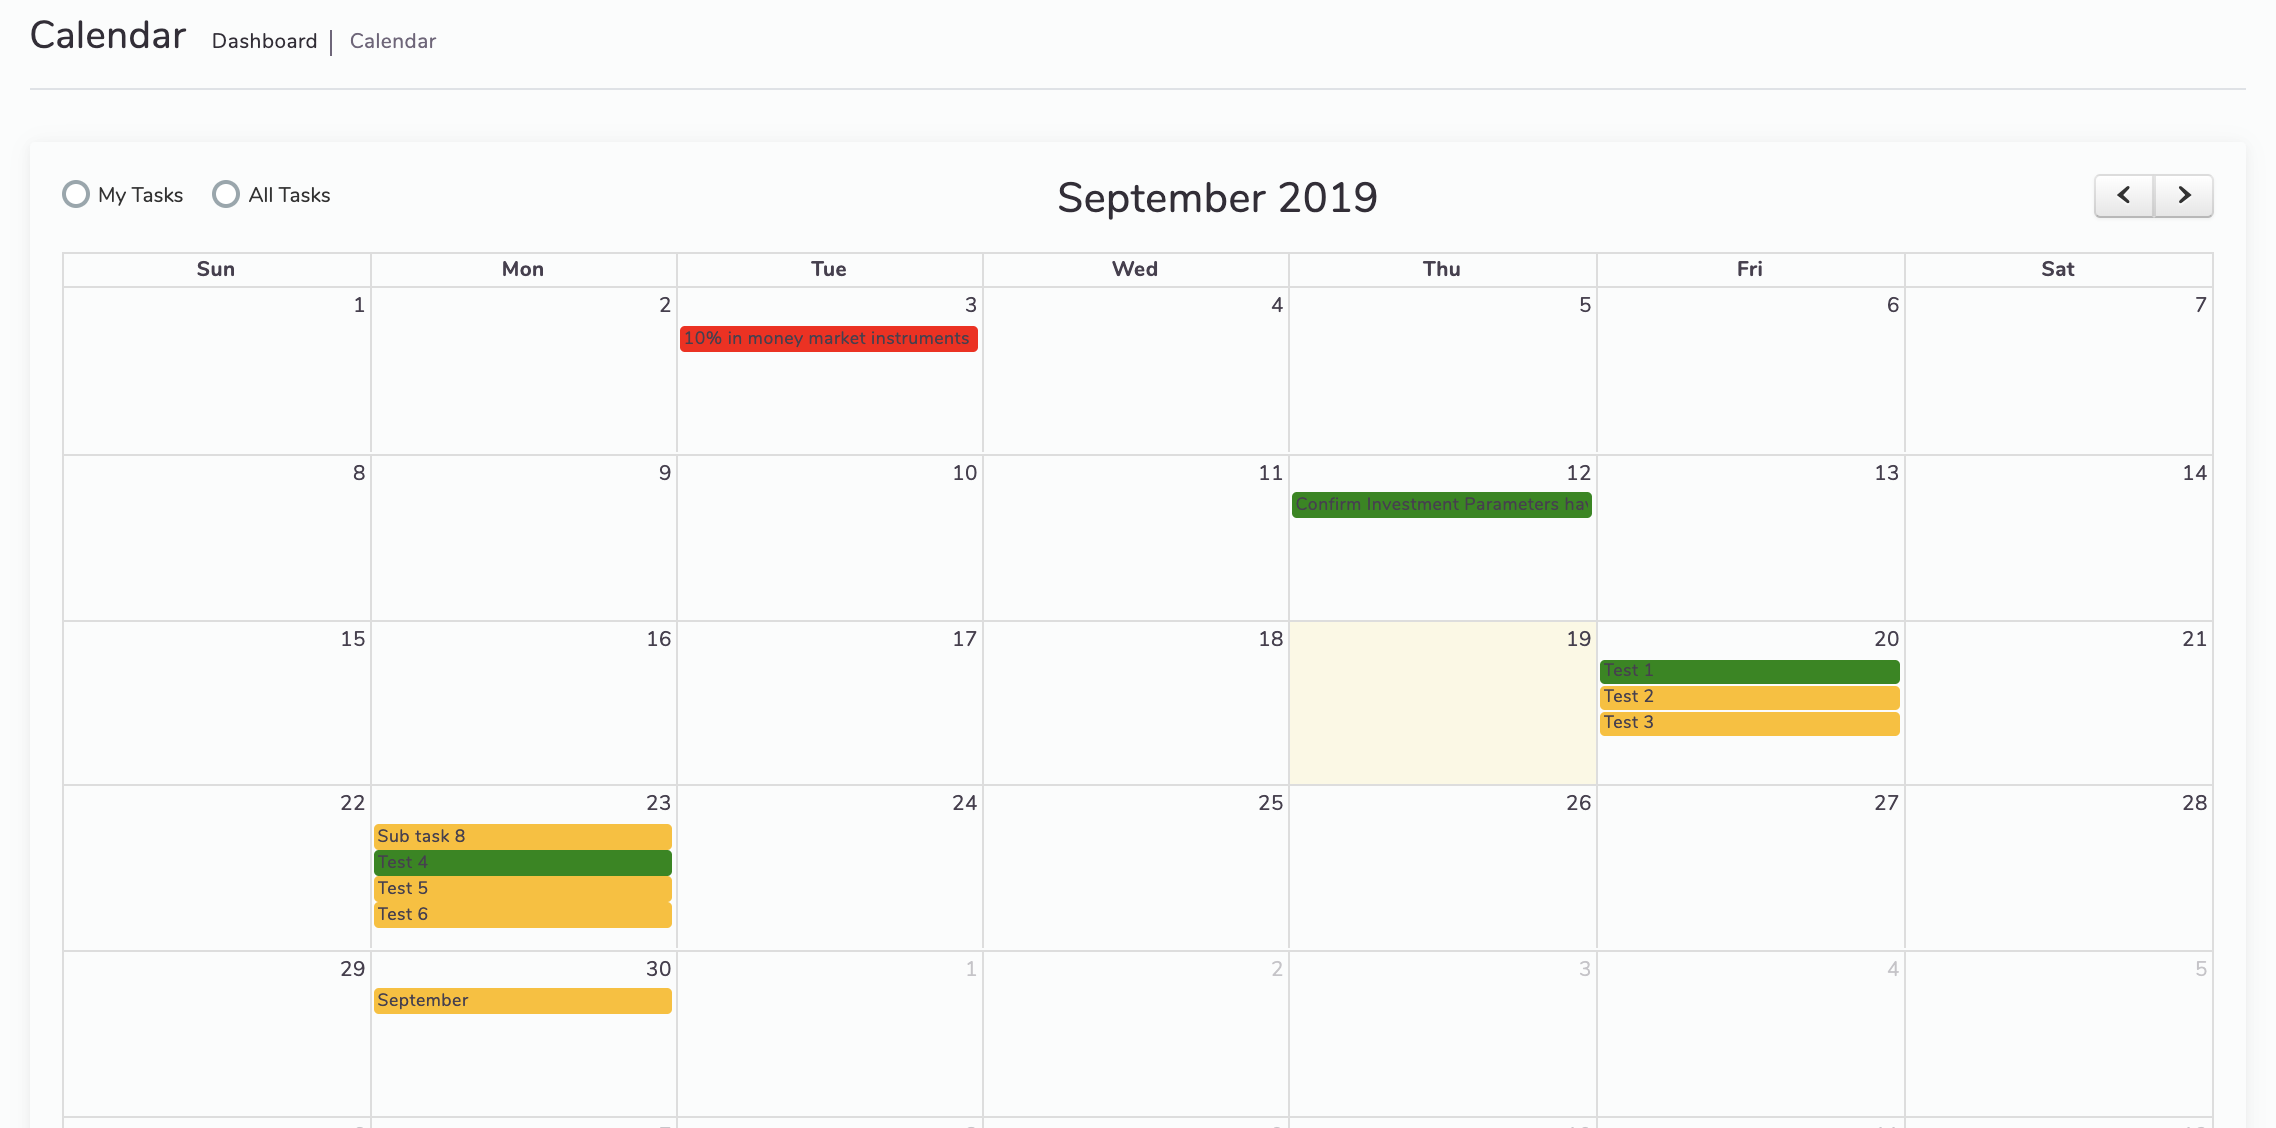 Calendar Dashboard | Calendar
My Tasks All Tasks September 2019
Sun Mon Tue Wed Thu Fri Sat
1 2 3 4 5 6 7
10% in money market instruments
8 9 10 11 12 13 14
Confirm Investment Parameters
15 16 17 18 19 20 21
Test 1
Test 2
Test 3
22 23 24 25 26 27 28
Sub task 8
Test 4
Test 5
Test 6
29 30 1 2 3 4 5
September